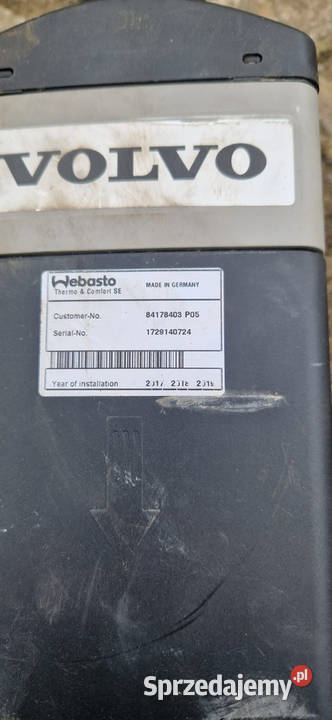 VOLVO
Webasto
Thermo & Comfort SE
MADE IN GERMANY
Customer-No. 84178403 P05
Serial-No. 1729140724
Year of installation 2017 2018 2019
Sprzedajemy.pl